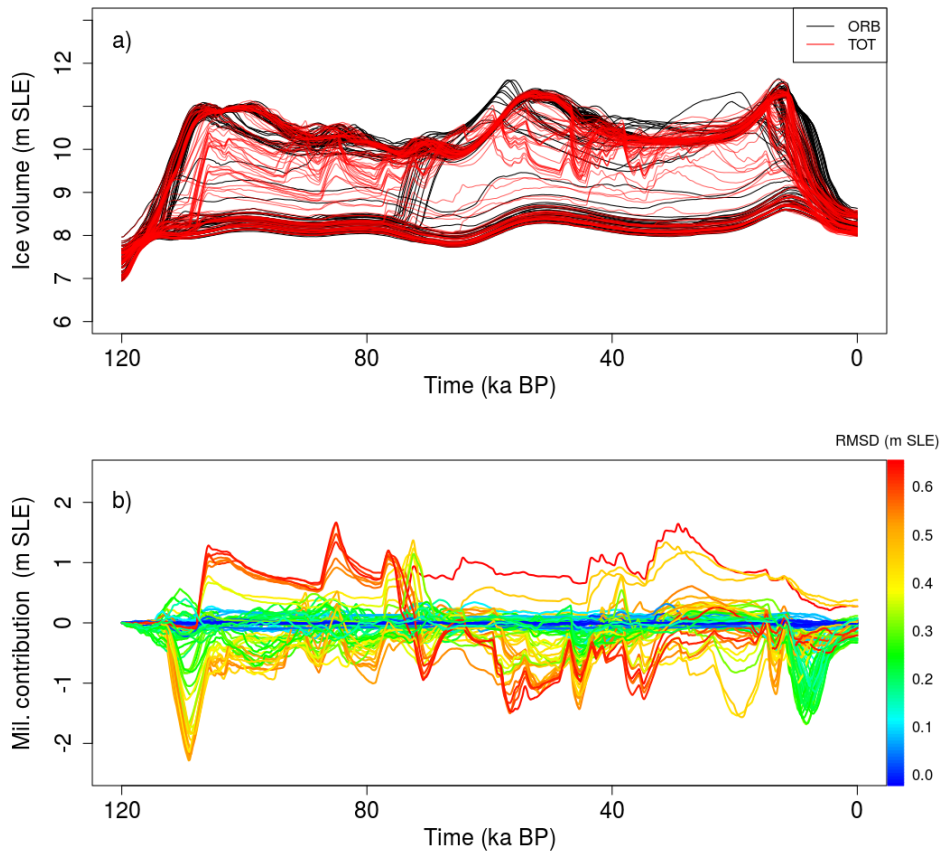 a)
ORB
TOT
Ice volume (m SLE)
12
10
9
8
7
6
120
80
40
0
Time (ka BP)
RMSD (m SLE)
b)
Mil. contribution (m SLE)
2
1
0
-1
-2
0.6
0.5
0.4
0.3
0.2
0.1
0.0
120
80
40
0
Time (ka BP)